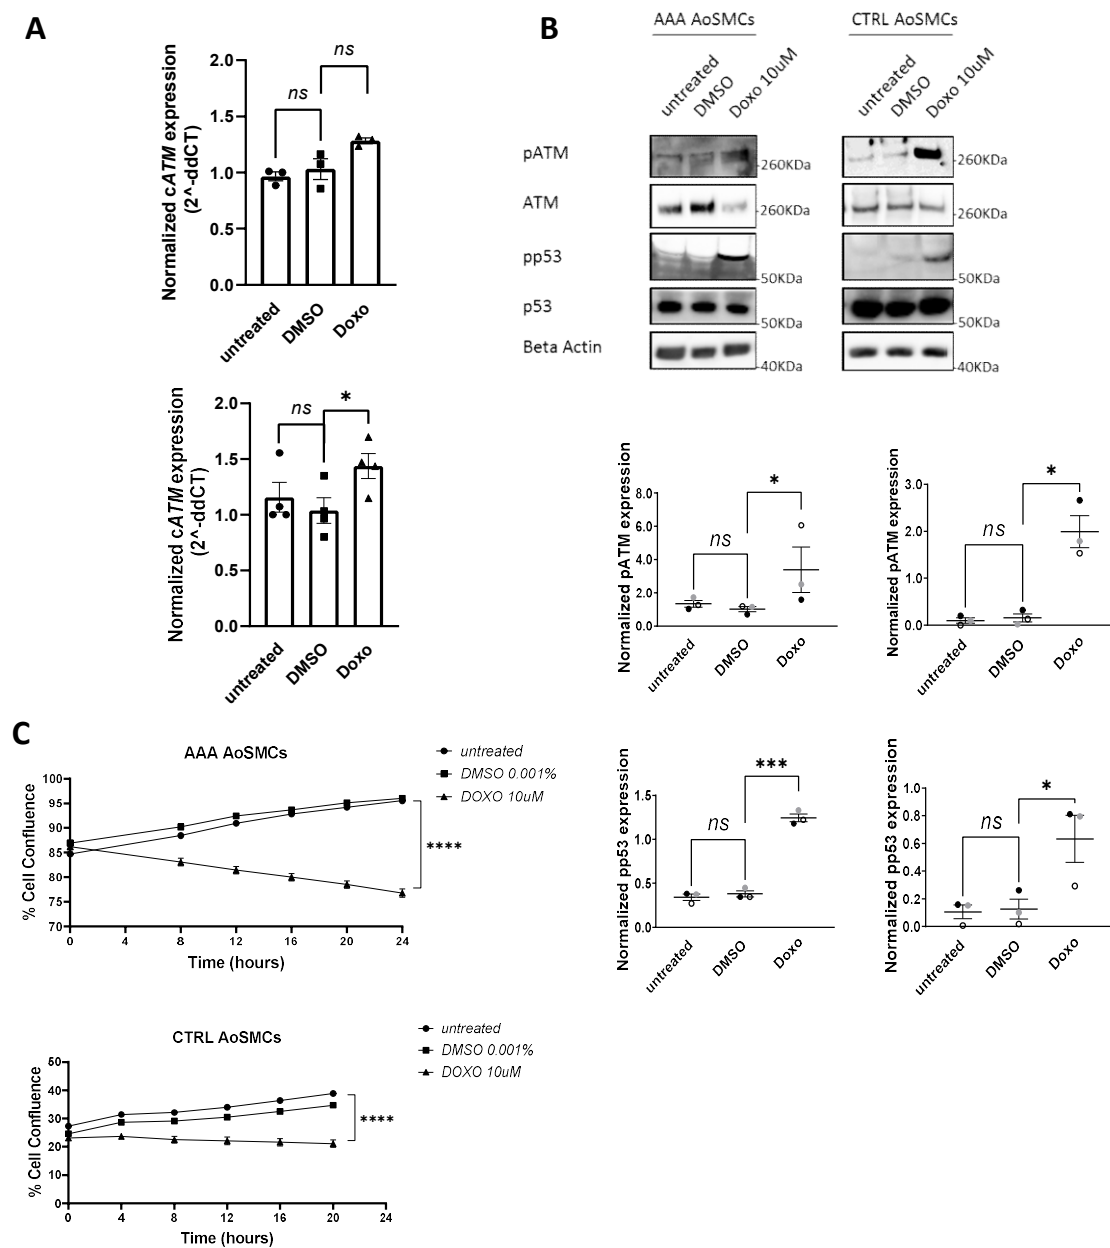 A
Normalized cATM expression
(2^-ddCT)
2.0
1.5
1.0
0.5
0.0
ns
ns
untreated
DMSO
Doxo
Normalized cATM expression
(2^-ddCT)
2.0
1.5
1.0
0.5
0.0
ns
*
untreated
DMSO
Doxo
B
AAA AoSMCs
CTRL AoSMCs
untreated
DMSO
Doxo 10uM
untreated
DMSO
Doxo 10uM
pATM
-260KDa
-260KDa
ATM
-260KDa
-260KDa
pp53
-50KDa
-50KDa
p53
-50KDa
-50KDa
Beta Actin
-40KDa
-40KDa
Normalized pATM expression
8.0
6.0
4.0
2.0
0.0
ns
*
untreated
DMSO
Doxo
Normalized pATM expression
3.0
2.0
1.0
0.0
ns
*
untreated
DMSO
Doxo
Normalized pp53 expression
1.5
1.0
0.5
0.0
ns
***
untreated
DMSO
Doxo
Normalized pp53 expression
1.0
0.8
0.6
0.4
0.2
0.0
ns
*
untreated
DMSO
Doxo
C
AAA AoSMCs
untreated
DMSO 0.001%
DOXO 10uM
% Cell Confluence
100
95
90
85
80
75
70
****
0 4 8 12 16 20 24
Time (hours)
CTRL AoSMCs
untreated
DMSO 0.001%
DOXO 10uM
% Cell Confluence
50
40
30
20
10
0
****
0 4 8 12 16 20 24
Time (hours)